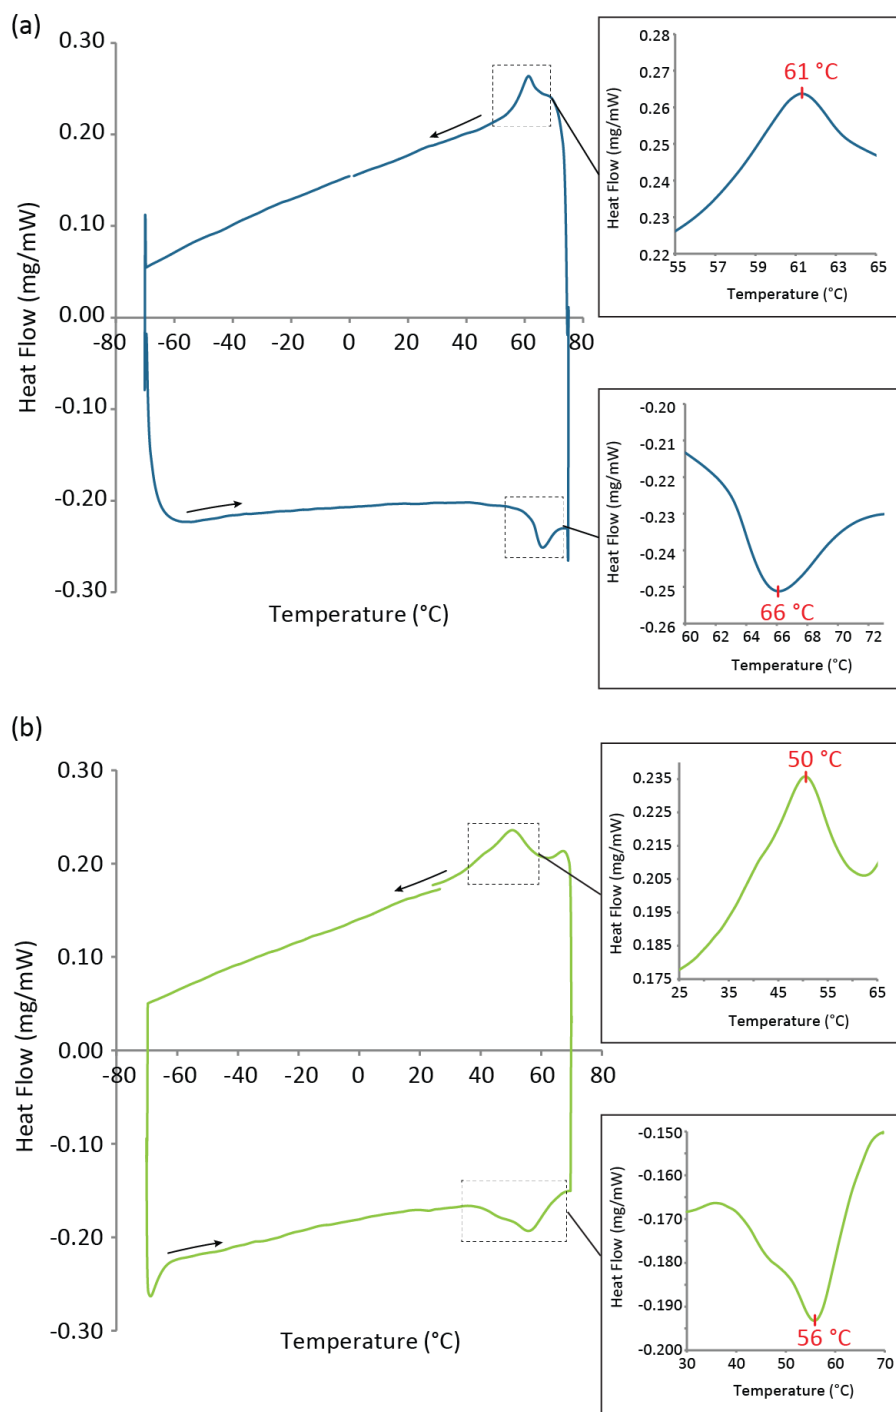 (a)
0.30
0.20
0.10
0.00
-0.10
-0.20
-0.30
-80 -60 -40 -20 0 20 40 60 80
Heat Flow (mg/mW)
Temperature (°C)
0.28
0.27
0.26
0.25
0.24
0.23
0.22
55 57 59 61 63 65
Heat Flow (mg/mW)
Temperature (°C)
61 °C
-0.20
-0.21
-0.22
-0.23
-0.24
-0.25
-0.26
60 62 64 66 68 70 72
Heat Flow (mg/mW)
Temperature (°C)
66 °C
(b)
0.30
0.20
0.10
0.00
-0.10
-0.20
-0.30
-80 -60 -40 -20 0 20 40 60 80
Heat Flow (mg/mW)
Temperature (°C)
50 °C
0.235
0.225
0.215
0.205
0.195
0.185
0.175
25 35 45 55 65
Heat Flow (mg/mW)
Temperature (°C)
-0.150
-0.160
-0.170
-0.180
-0.190
-0.200
30 40 50 60 70
Heat Flow (mg/mW)
Temperature (°C)
56 °C